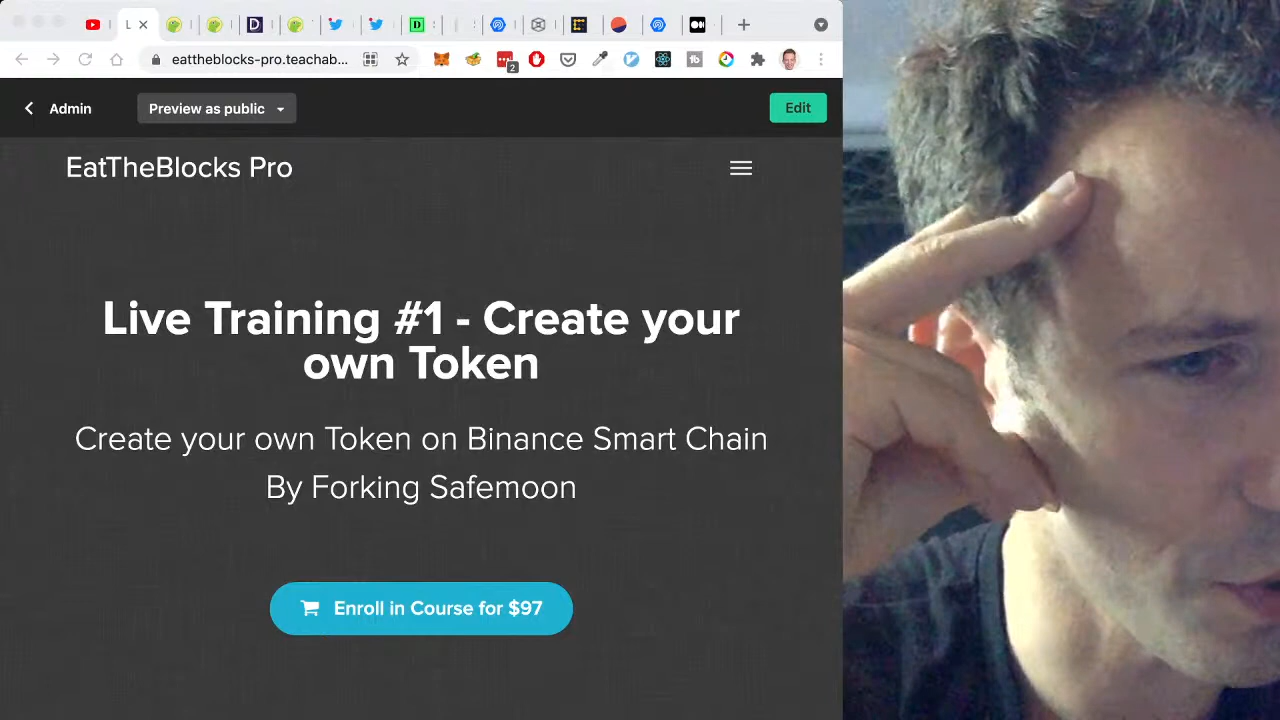 L
2
eattheblocks-pro.teachab...
Admin
Preview as public
Edit
EatTheBlocks Pro
Live Training #1 - Create your
own Token
Create your own Token on Binance Smart Chain
By Forking Safemoon
Enroll in Course for $97